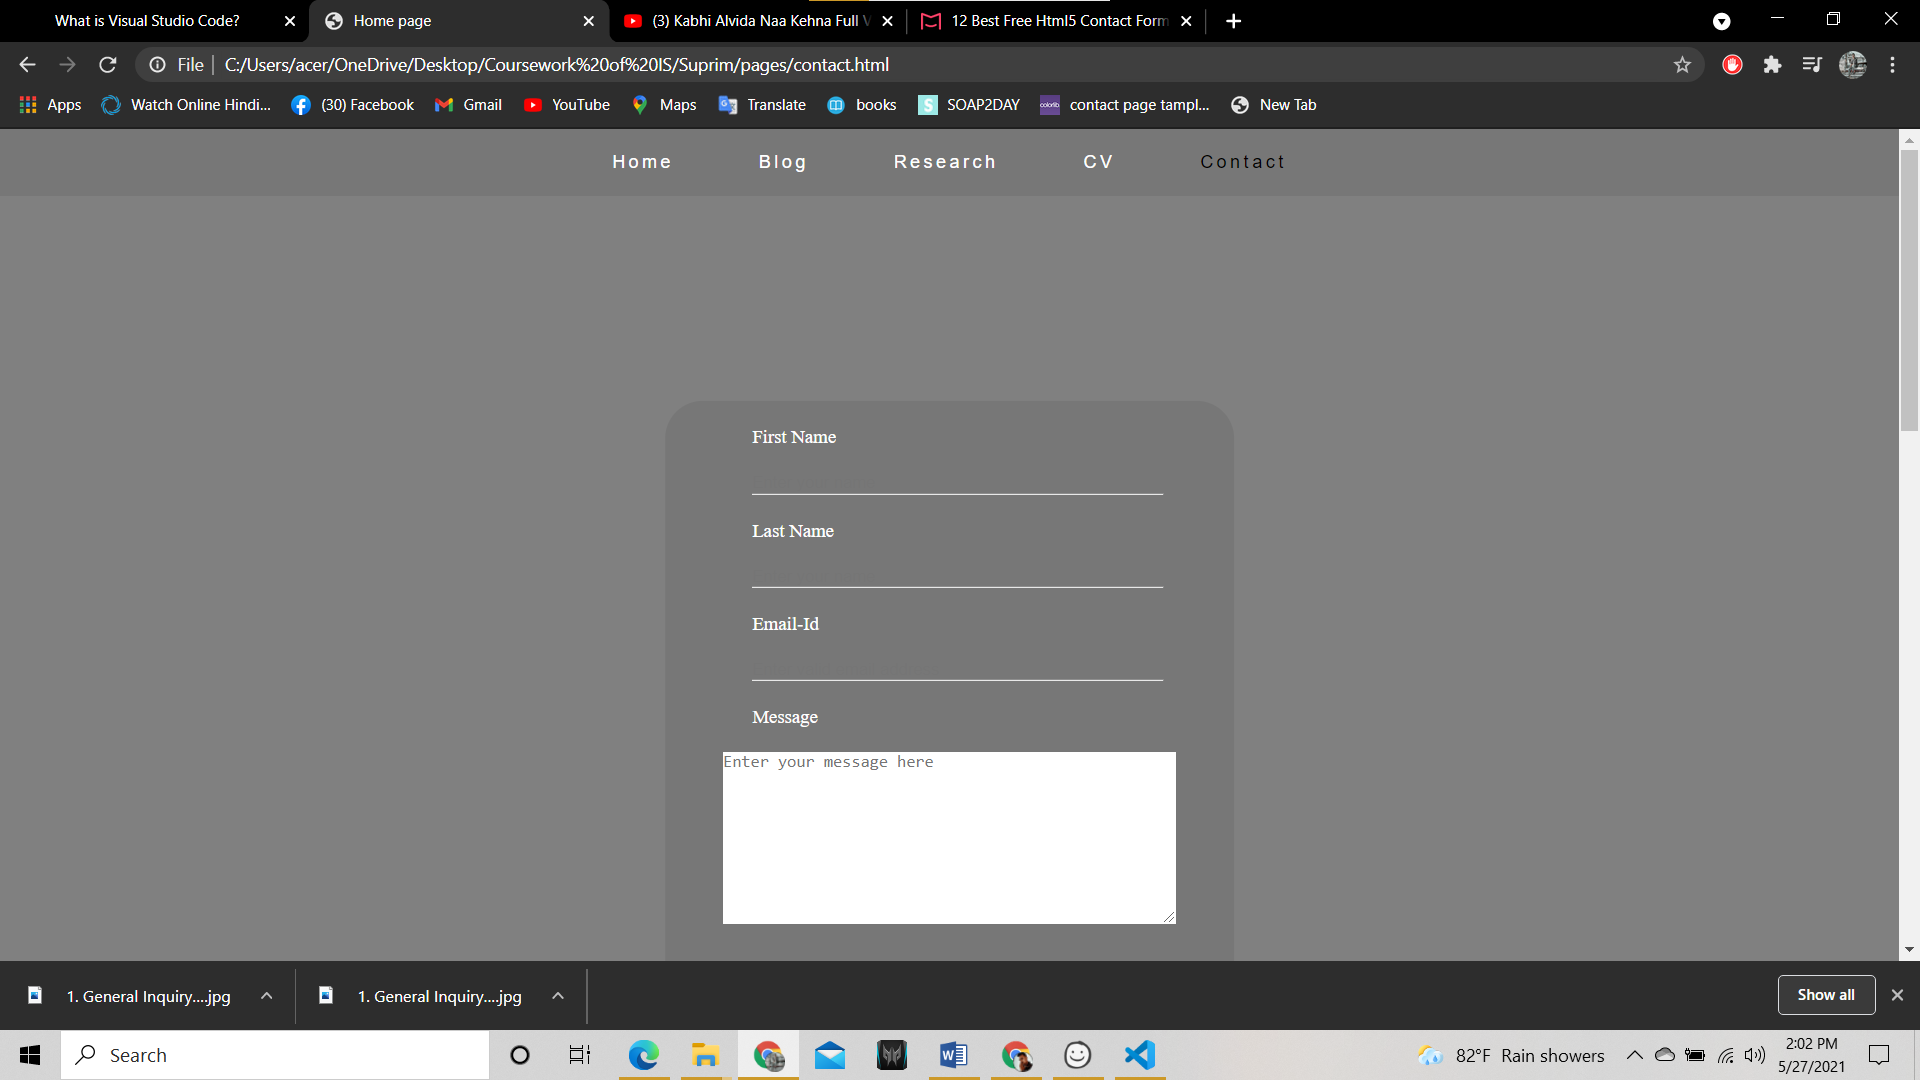 What is Visual Studio Code?
Home page
(3) Kabhi Alvida Naa Kehna Full V
12 Best Free Html5 Contact Form
File
C:/Users/acer/OneDrive/Desktop/Coursework%20of%20IS/Suprim/pages/contact.html
Apps
Watch Online Hindi...
(30) Facebook
Gmail
YouTube
Maps
Translate
books
S
SOAP2DAY
colorlib
contact page tampl...
New Tab
Home
Blog
Research
CV
Contact
First Name
Last Name
Email-Id
Message
Enter your message here
1. General Inquiry....jpg
1. General Inquiry....jpg
Show all
Search
82°F Rain showers
2:02 PM
5/27/2021